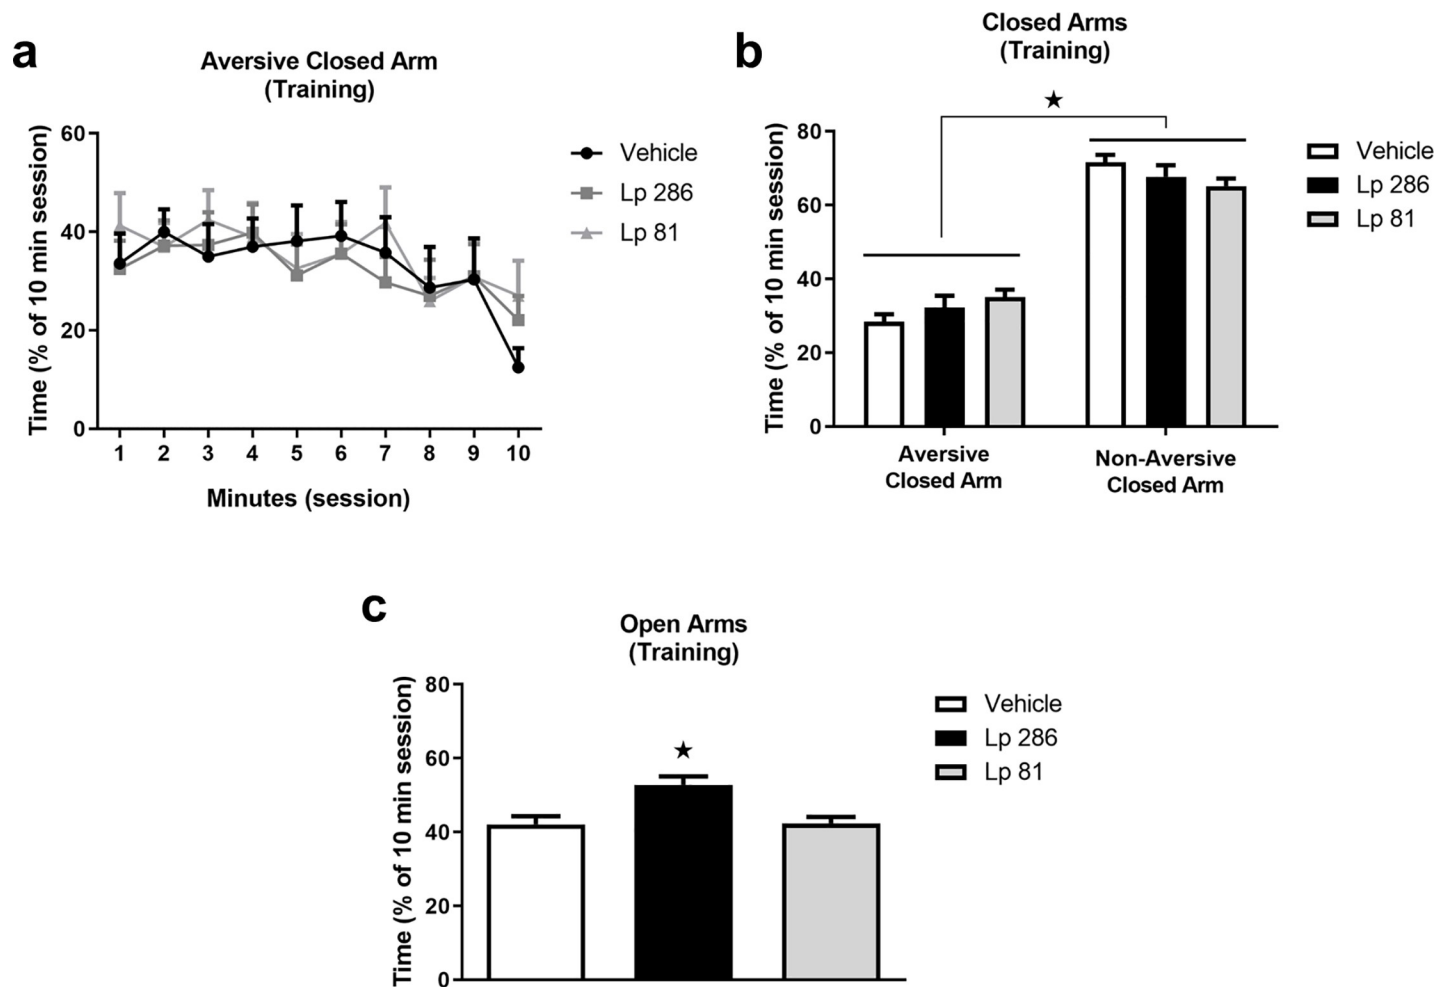 a
Aversive Closed Arm
(Training)
Time (% of 10 min session)
60
40
20
0
1 2 3 4 5 6 7 8 9 10
Minutes (session)
Vehicle
Lp 286
Lp 81
b
Closed Arms
(Training)
★
Time (% of 10 min session)
80
60
40
20
0
Aversive
Closed Arm
Non-Aversive
Closed Arm
Vehicle
Lp 286
Lp 81
c
Open Arms
(Training)
★
Time (% of 10 min session)
80
60
40
20
0
Vehicle
Lp 286
Lp 81